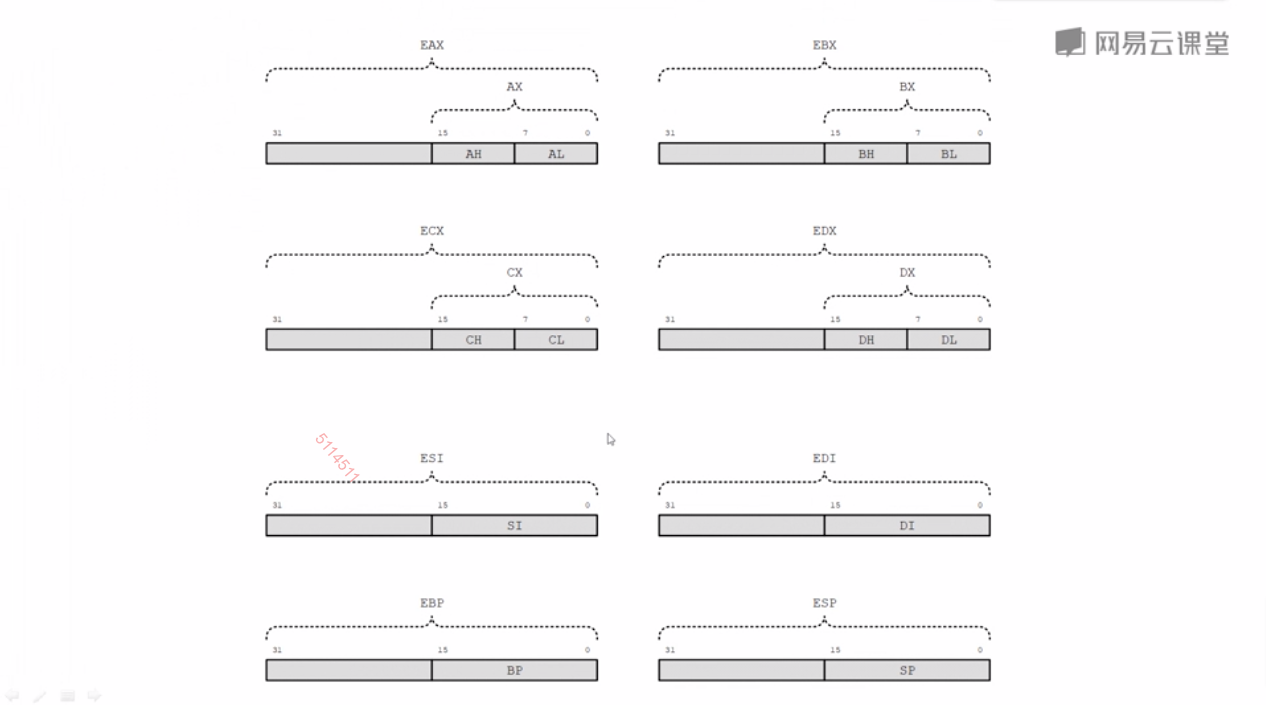 网易云课堂
EAX
AX
31 15 7 0
AH AL
EBX
BX
31 15 7 0
BH BL
ECX
CX
31 15 7 0
CH CL
EDX
DX
31 15 7 0
DH DL
5114511
ESI
31 15 0
SI
EDI
31 15 0
DI
EBP
31 15 0
BP
ESP
31 15 0
SP